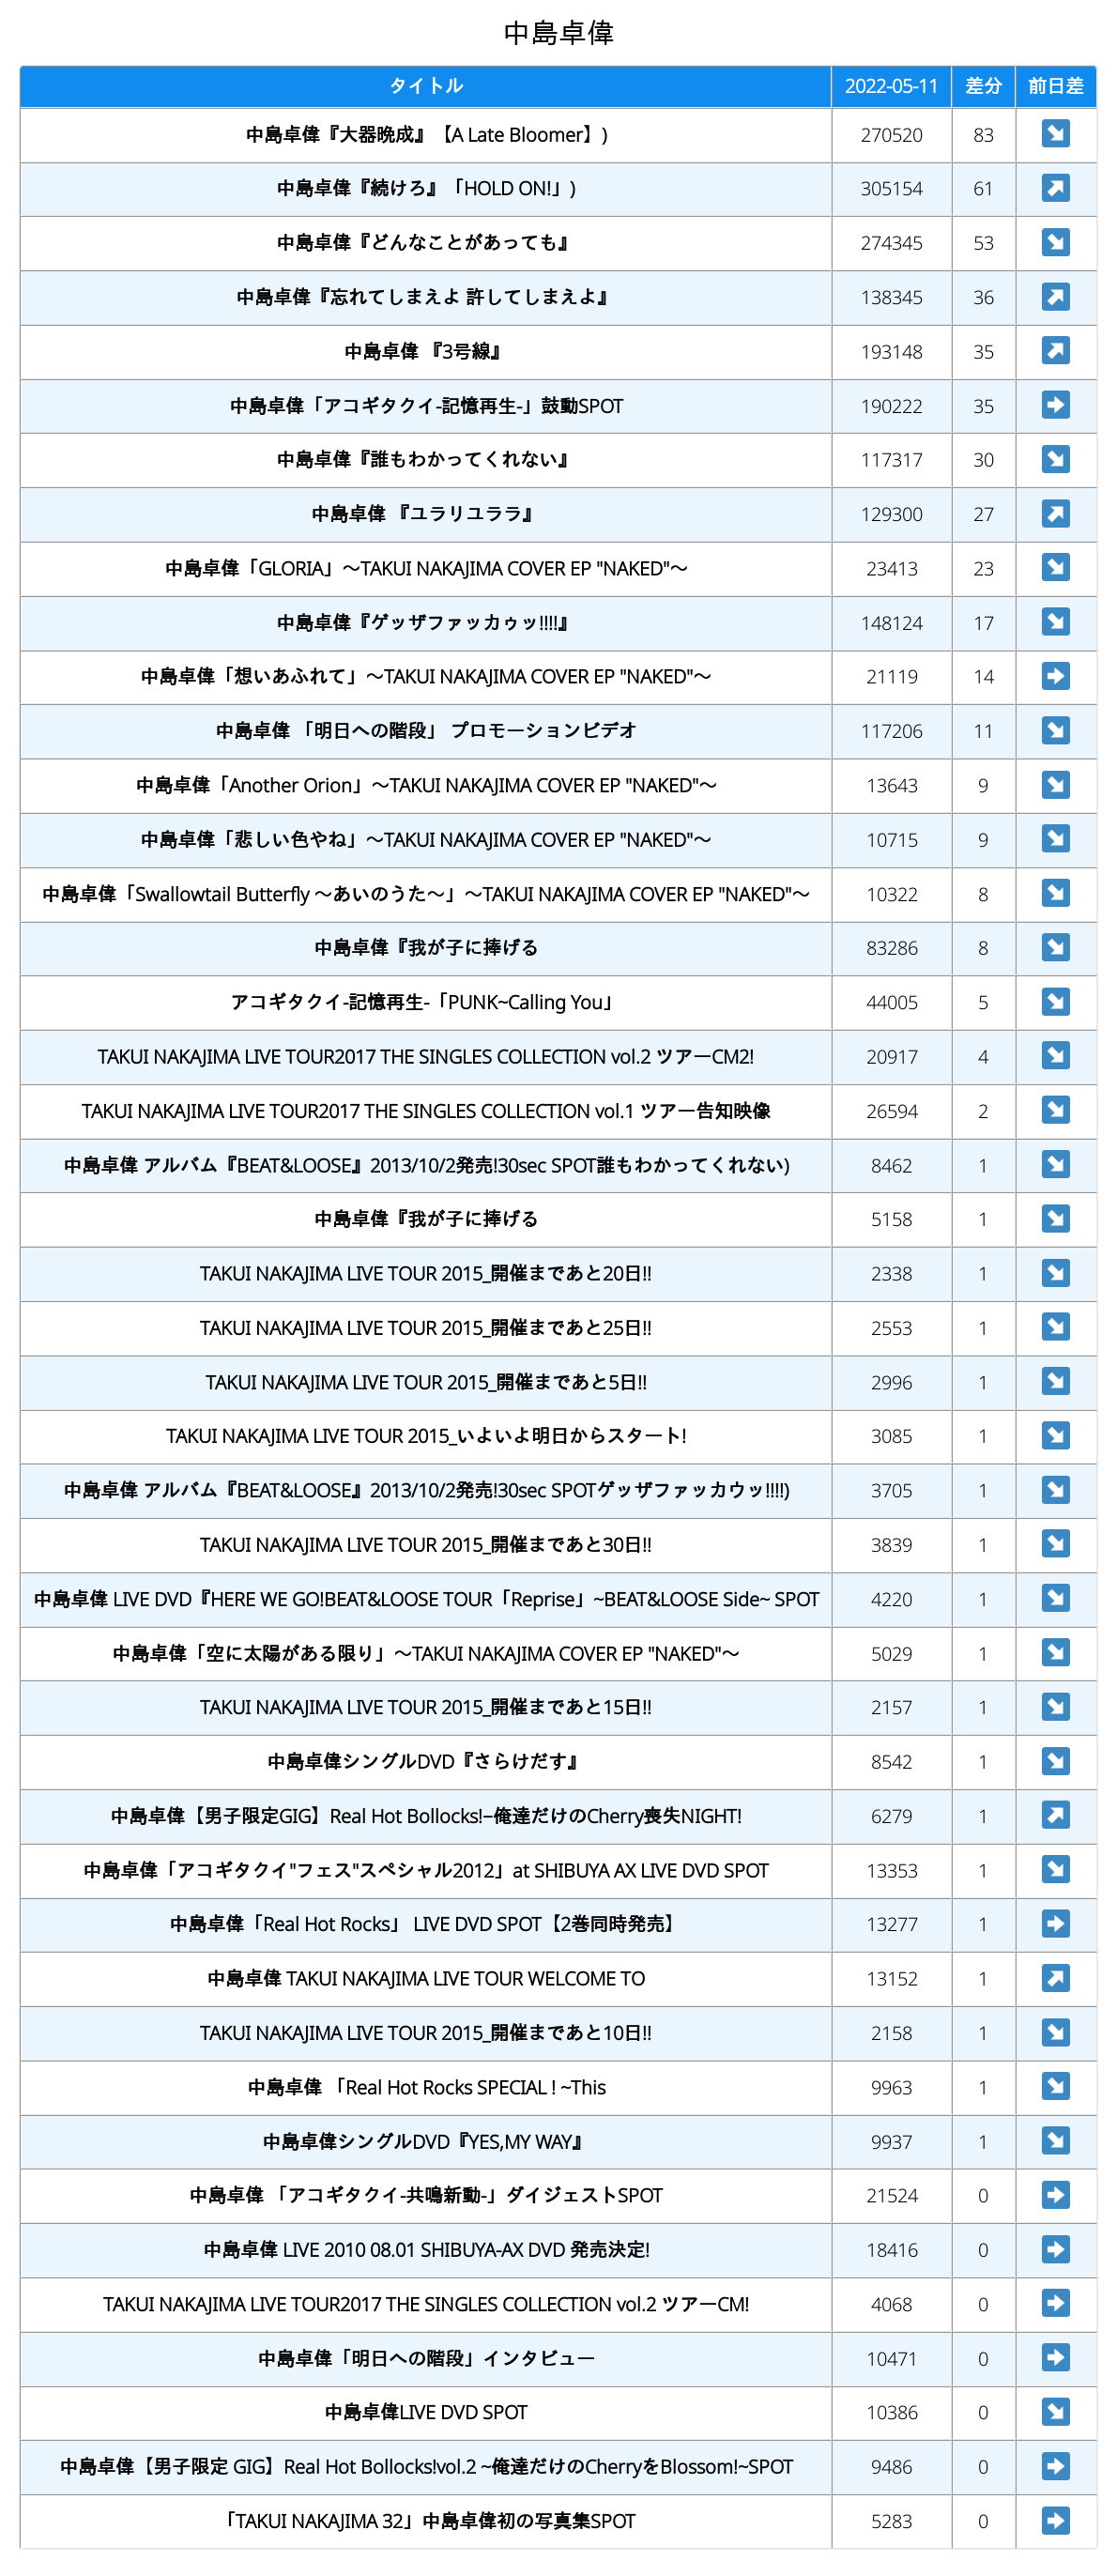 中島卓偉
タイトル 2022-05-11 差分 前日差
中島卓偉『大器晩成』【A Late Bloomer】) 270520 83 ↘
中島卓偉『続けろ』「HOLD ON!」) 305154 61 ↗
中島卓偉『どんなことがあっても』 274345 53 ↘
中島卓偉『忘れてしまえよ 許してしまえよ』 138345 36 ↗
中島卓偉 『3号線』 193148 35 ↗
中島卓偉「アコギタクイ-記憶再生-」鼓動SPOT 190222 35 ➡
中島卓偉『誰もわかってくれない』 117317 30 ↘
中島卓偉 『ユラリユララ』 129300 27 ↗
中島卓偉「GLORIA」〜TAKUI NAKAJIMA COVER EP "NAKED"〜 23413 23 ↘
中島卓偉『ゲッザファッカゥッ!!!!』 148124 17 ↘
中島卓偉「想いあふれて」〜TAKUI NAKAJIMA COVER EP "NAKED"〜 21119 14 ➡
中島卓偉 「明日への階段」 プロモーションビデオ 117206 11 ↘
中島卓偉「Another Orion」〜TAKUI NAKAJIMA COVER EP "NAKED"〜 13643 9 ↘
中島卓偉「悲しい色やね」〜TAKUI NAKAJIMA COVER EP "NAKED"〜 10715 9 ↘
中島卓偉「Swallowtail Butterfly 〜あいのうた〜」〜TAKUI NAKAJIMA COVER EP "NAKED"〜 10322 8 ↘
中島卓偉『我が子に捧げる 83286 8 ↘
アコギタクイ-記憶再生-「PUNK~Calling You」 44005 5 ↘
TAKUI NAKAJIMA LIVE TOUR2017 THE SINGLES COLLECTION vol.2 ツアーCM2! 20917 4 ↘
TAKUI NAKAJIMA LIVE TOUR2017 THE SINGLES COLLECTION vol.1 ツアー告知映像 26594 2 ↘
中島卓偉 アルバム『BEAT&LOOSE』2013/10/2発売!30sec SPOT誰もわかってくれない) 8462 1 ↘
中島卓偉『我が子に捧げる 5158 1 ↘
TAKUI NAKAJIMA LIVE TOUR 2015_開催まであと20日!! 2338 1 ↘
TAKUI NAKAJIMA LIVE TOUR 2015_開催まであと25日!! 2553 1 ↘
TAKUI NAKAJIMA LIVE TOUR 2015_開催まであと5日!! 2996 1 ↘
TAKUI NAKAJIMA LIVE TOUR 2015_いよいよ明日からスタート! 3085 1 ↘
中島卓偉 アルバム『BEAT&LOOSE』2013/10/2発売!30sec SPOTゲッザファッカウッ!!!!) 3705 1 ↘
TAKUI NAKAJIMA LIVE TOUR 2015_開催まであと30日!! 3839 1 ↘
中島卓偉 LIVE DVD『HERE WE GO!BEAT&LOOSE TOUR「Reprise」~BEAT&LOOSE Side~ SPOT 4220 1 ↘
中島卓偉「空に太陽がある限り」〜TAKUI NAKAJIMA COVER EP "NAKED"〜 5029 1 ↘
TAKUI NAKAJIMA LIVE TOUR 2015_開催まであと15日!! 2157 1 ↘
中島卓偉シングルDVD『さらけだす』 8542 1 ↘
中島卓偉【男子限定GIG】Real Hot Bollocks!−俺達だけのCherry喪失NIGHT! 6279 1 ↗
中島卓偉「アコギタクイ"フェス"スペシャル2012」at SHIBUYA AX LIVE DVD SPOT 13353 1 ↘
中島卓偉「Real Hot Rocks」 LIVE DVD SPOT【2巻同時発売】 13277 1 ➡
中島卓偉 TAKUI NAKAJIMA LIVE TOUR WELCOME TO 13152 1 ↗
TAKUI NAKAJIMA LIVE TOUR 2015_開催まであと10日!! 2158 1 ↘
中島卓偉 「Real Hot Rocks SPECIAL ! ~This 9963 1 ↘
中島卓偉シングルDVD『YES,MY WAY』 9937 1 ↘
中島卓偉 「アコギタクイ-共鳴新動-」ダイジェストSPOT 21524 0 ➡
中島卓偉 LIVE 2010 08.01 SHIBUYA-AX DVD 発売決定! 18416 0 ➡
TAKUI NAKAJIMA LIVE TOUR2017 THE SINGLES COLLECTION vol.2 ツアーCM! 4068 0 ➡
中島卓偉「明日への階段」インタビュー 10471 0 ➡
中島卓偉LIVE DVD SPOT 10386 0 ↘
中島卓偉【男子限定 GIG】Real Hot Bollocks!vol.2 ~俺達だけのCherryをBlossom!~SPOT 9486 0 ➡
「TAKUI NAKAJIMA 32」中島卓偉初の写真集SPOT 5283 0 ➡